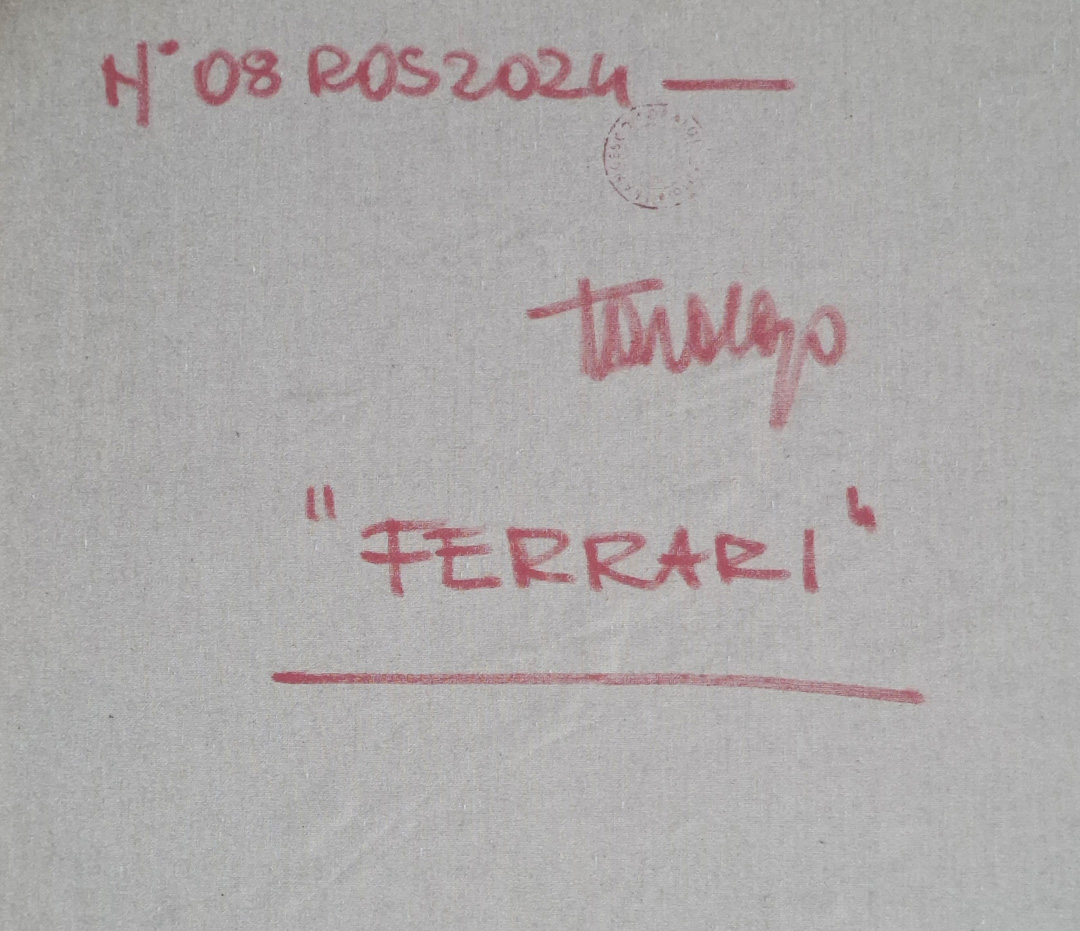 N° 08 ROS2024 —
"FERRARI"